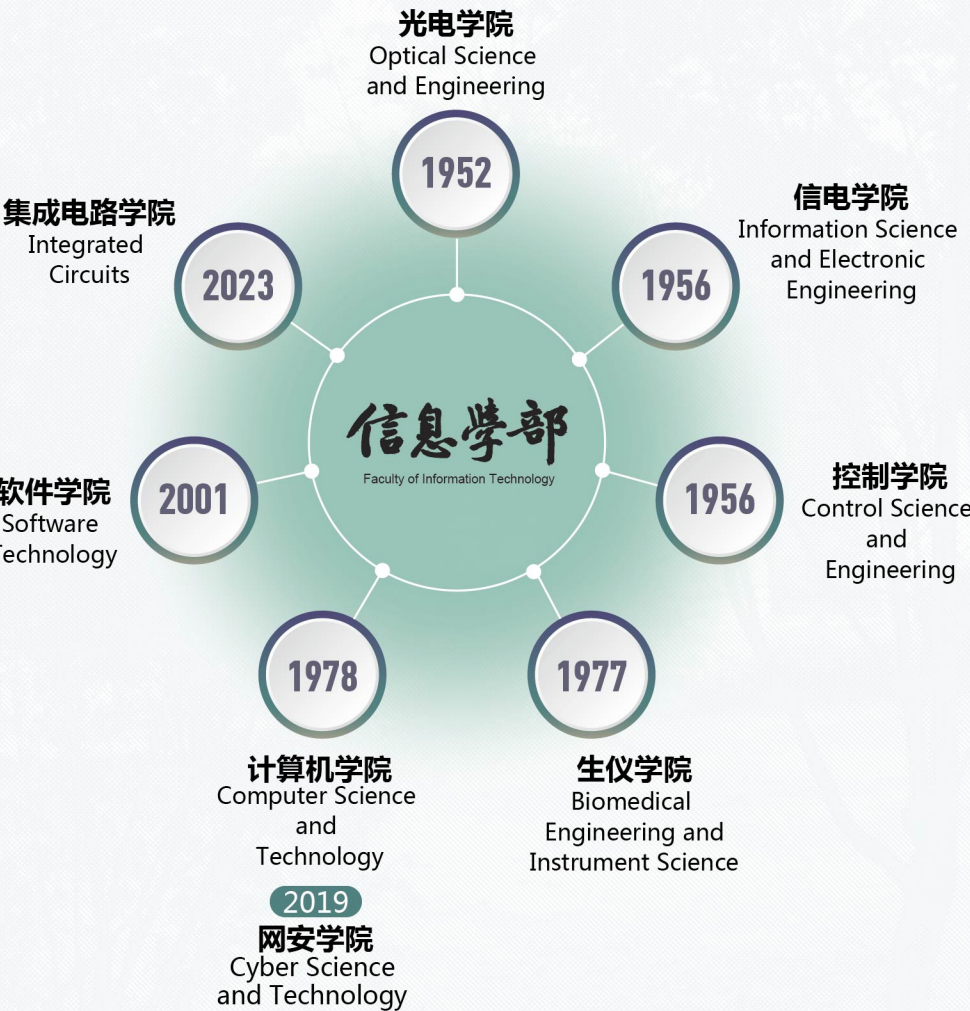 光电学院
Optical Science
and Engineering
1952
信电学院
Information Science
and Electronic
Engineering
1956
控制学院
Control Science
and
Engineering
1956
生仪学院
Biomedical
Engineering and
Instrument Science
1977
计算机学院
Computer Science
and
Technology
1978
2019
网安学院
Cyber Science
and Technology
软件学院
Software
Technology
2001
集成电路学院
Integrated
Circuits
2023
信息學部
Faculty of Information Technology